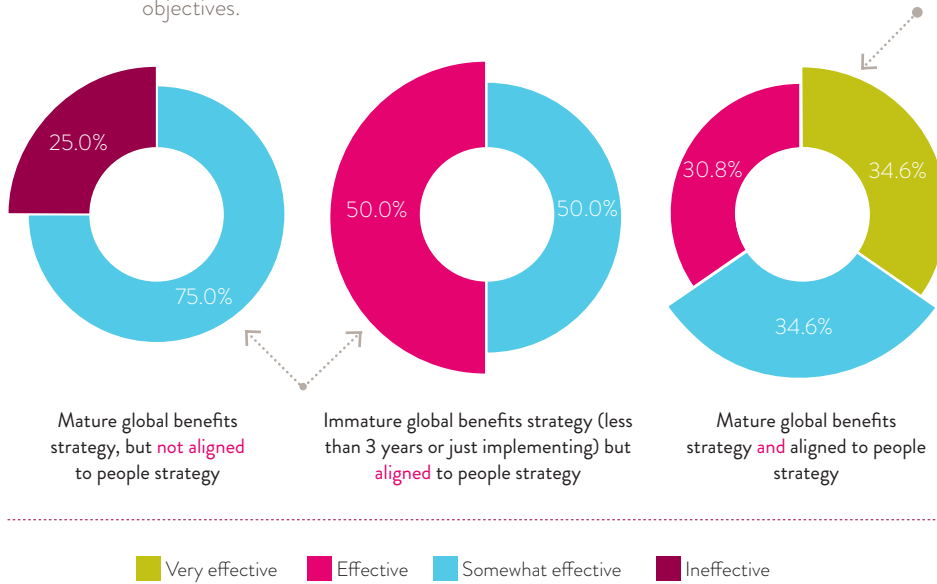 objectives.
25.0%
75.0%
50.0%
50.0%
30.8%
34.6%
34.6%
Mature global benefits
strategy, but not aligned
to people strategy
Immature global benefits strategy (less
than 3 years or just implementing) but
aligned to people strategy
Mature global benefits
strategy and aligned to people
strategy
Very effective
Effective
Somewhat effective
Ineffective